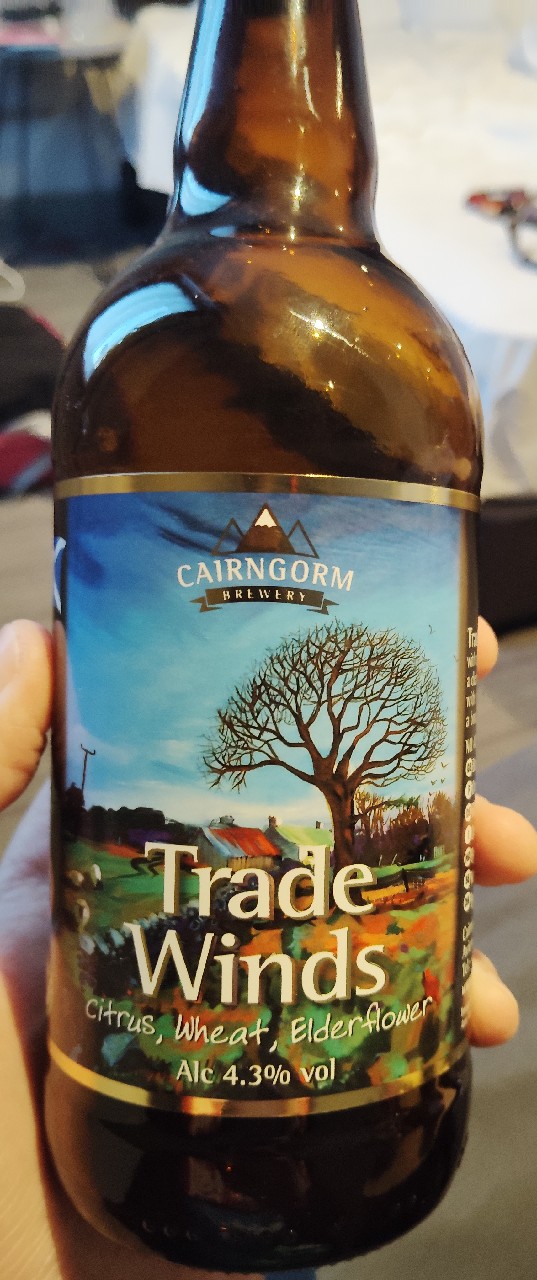 CAIRNGORM
BREWERY
Trade
Winds
Citrus, Wheat, Elderflower
Alc 4.3% vol